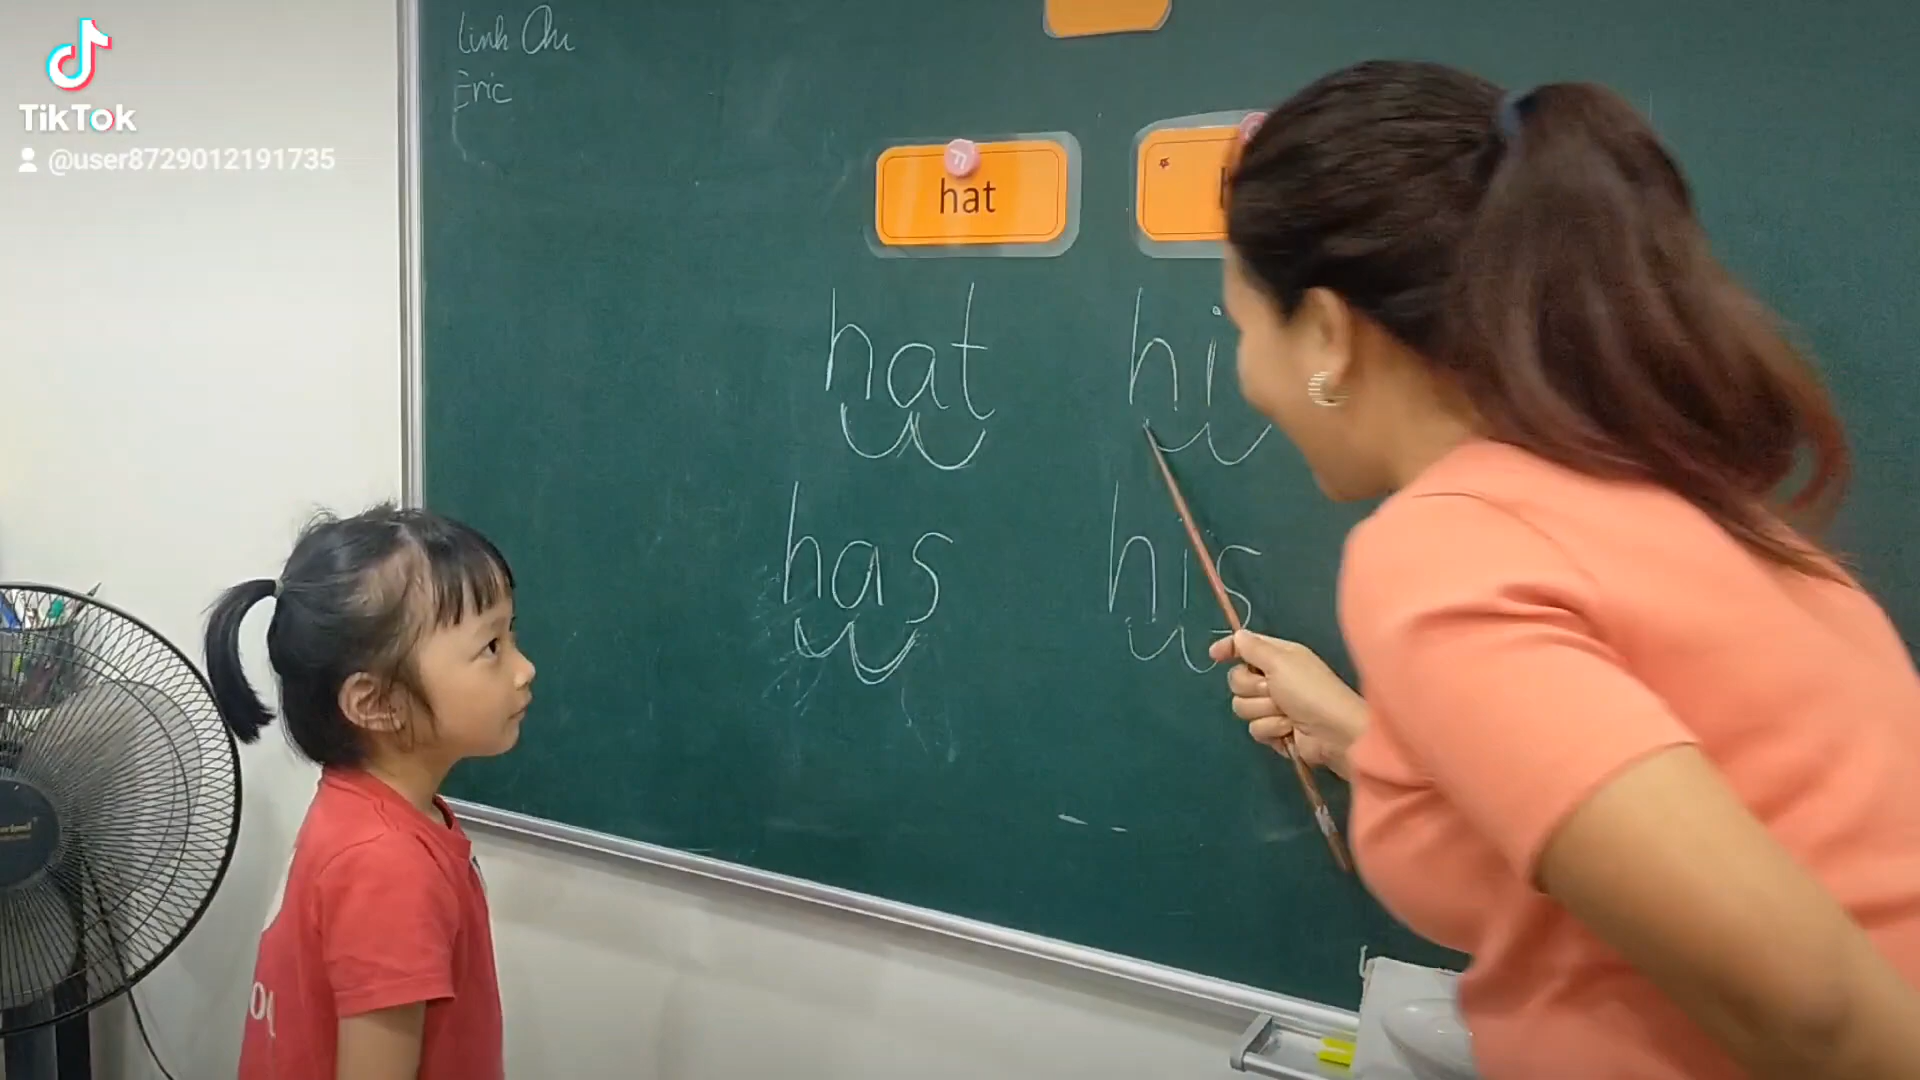 TikTok
@user8729012191735
Linh Chi
Eric
hat
hat hi
has his